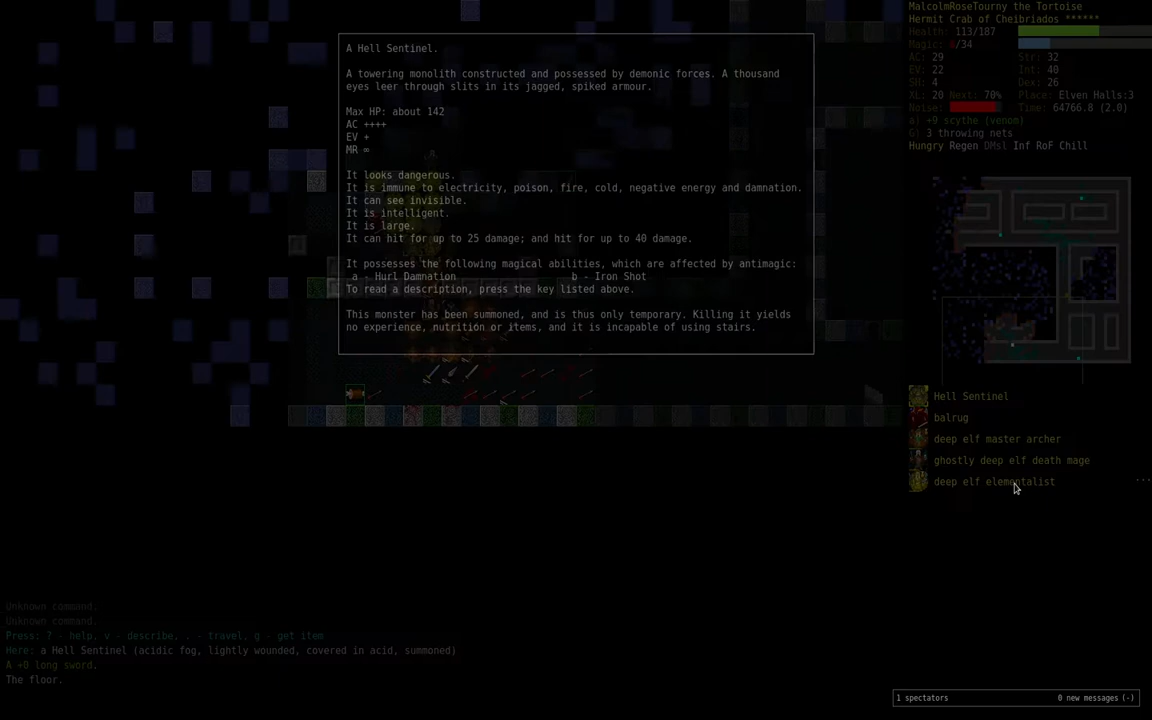 MalcolmRoseTourny the Tortoise
Hermit Crab of Cheibriados ******
Health: 113/187
Magic: /34
AC: 29 Str: 32
EV: 22 Int: 40
SH: 4 Dex: 26
XL: 20 Next: 70% Place: Elven Halls:3
Noise: Time: 64766.8 (2.0)
a) +9 scythe (venom)
G) 3 throwing nets
Hungry Regen DMsl Inf RoF Chill
A Hell Sentinel.
A towering monolith constructed and possessed by demonic forces. A thousand
eyes leer through slits in its jagged, spiked armour.
Max HP: about 142
AC ++++
EV +
MR ∞
It looks dangerous.
It is immune to electricity, poison, fire, cold, negative energy and damnation.
It can see invisible.
It is intelligent.
It is large.
It can hit for up to 25 damage; and hit for up to 40 damage.
It possesses the following magical abilities, which are affected by antimagic:
a - Hurl Damnation b - Iron Shot
To read a description, press the key listed above.
This monster has been summoned, and is thus only temporary. Killing it yields
no experience, nutrition or items, and it is incapable of using stairs.
Hell Sentinel
balrug
deep elf master archer
ghostly deep elf death mage
deep elf elementalist
...
Unknown command.
Unknown command.
Press: ? - help, v - describe, . - travel, g - get item
Here: a Hell Sentinel (acidic fog, lightly wounded, covered in acid, summoned)
A +0 long sword.
The floor.
1 spectators 0 new messages (-)